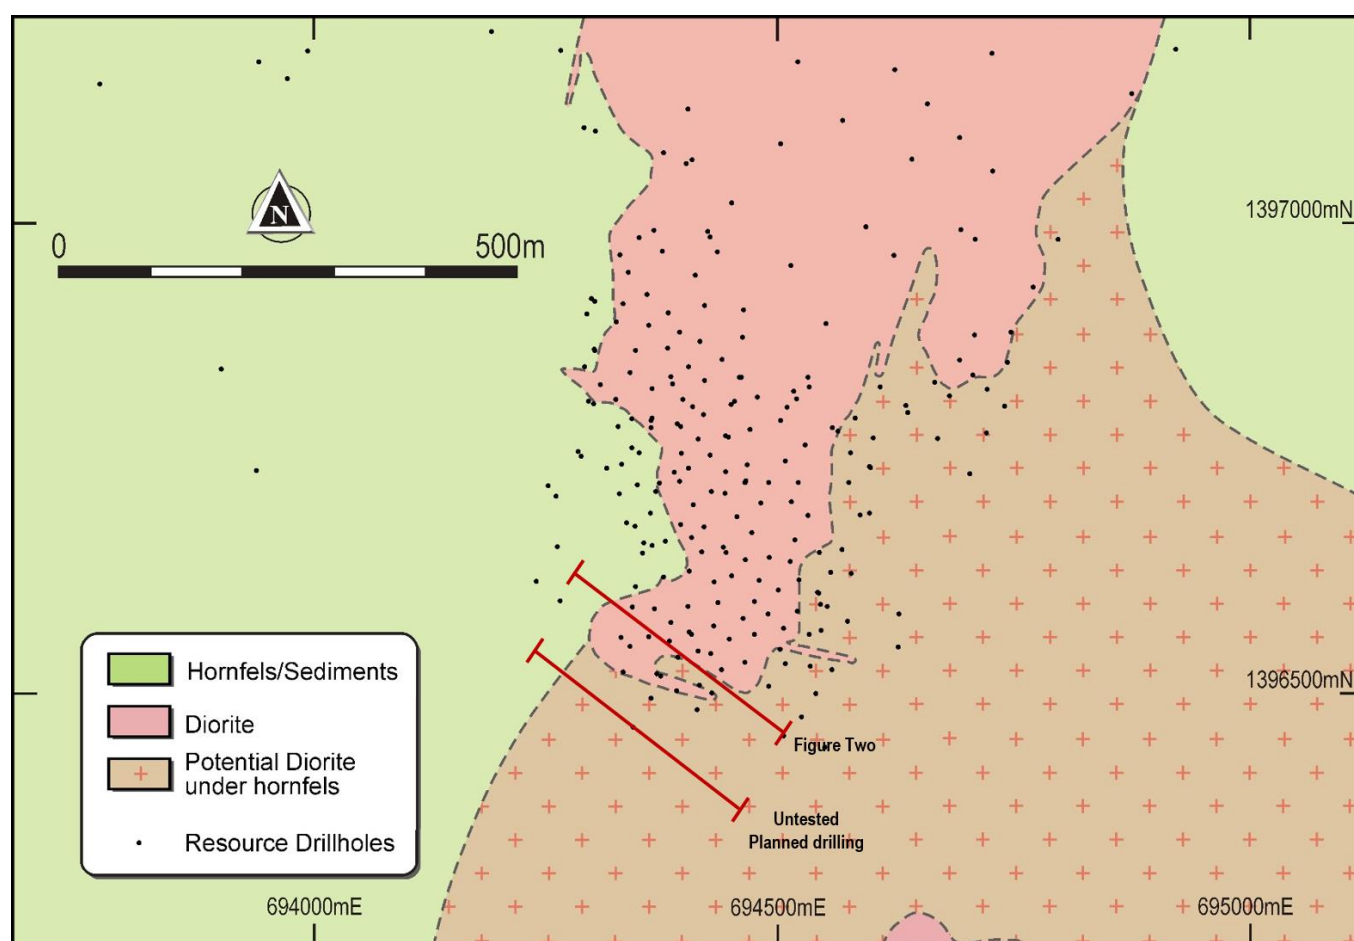 N
0 500m
1397000mN
1396500mN
Figure Two
Untested
Planned drilling
Hornfels/Sediments
Diorite
Potential Diorite
under hornfels
Resource Drillholes
694000mE 694500mE 695000mE